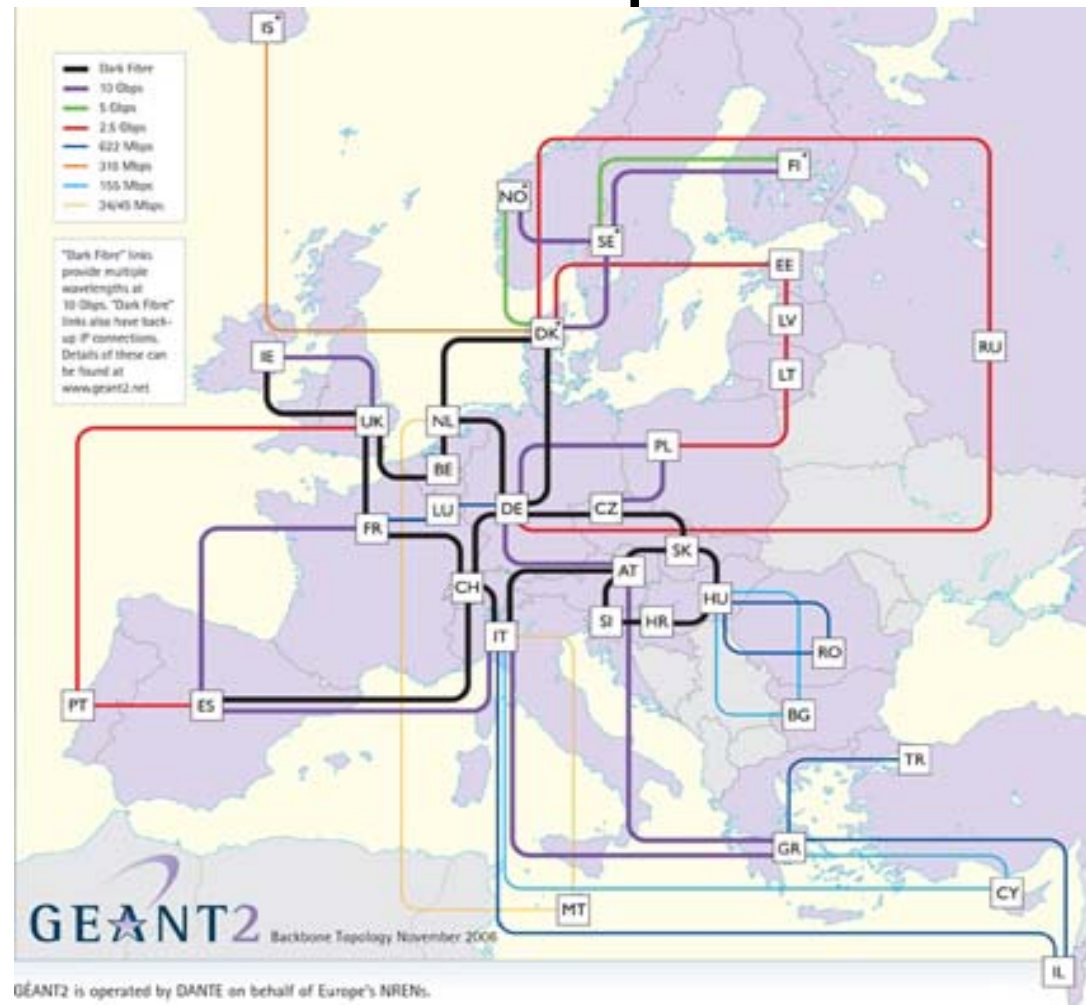 IS*
Dark Fibre
10 Gbps
5 Gbps
2.5 Gbps
622 Mbps
310 Mbps
155 Mbps
34/45 Mbps
"Dark Fibre" links
provide multiple
wavelengths at
10 Gbps. "Dark Fibre"
links also have back-
up IP connections.
Details of these can
be found at
www.geant2.net
FI*
NO*
SE*
EE
LV
DK*
RU
IE
LT
UK
NL
PL
BE
LU
DE
CZ
FR
SK
AT
CH
HU
SI
HR
IT
RO
PT
ES
BG
TR
GR
CY
MT
GEANT2 Backbone Topology November 2006
IL
GÉANT2 is operated by DANTE on behalf of Europe's NRENs.